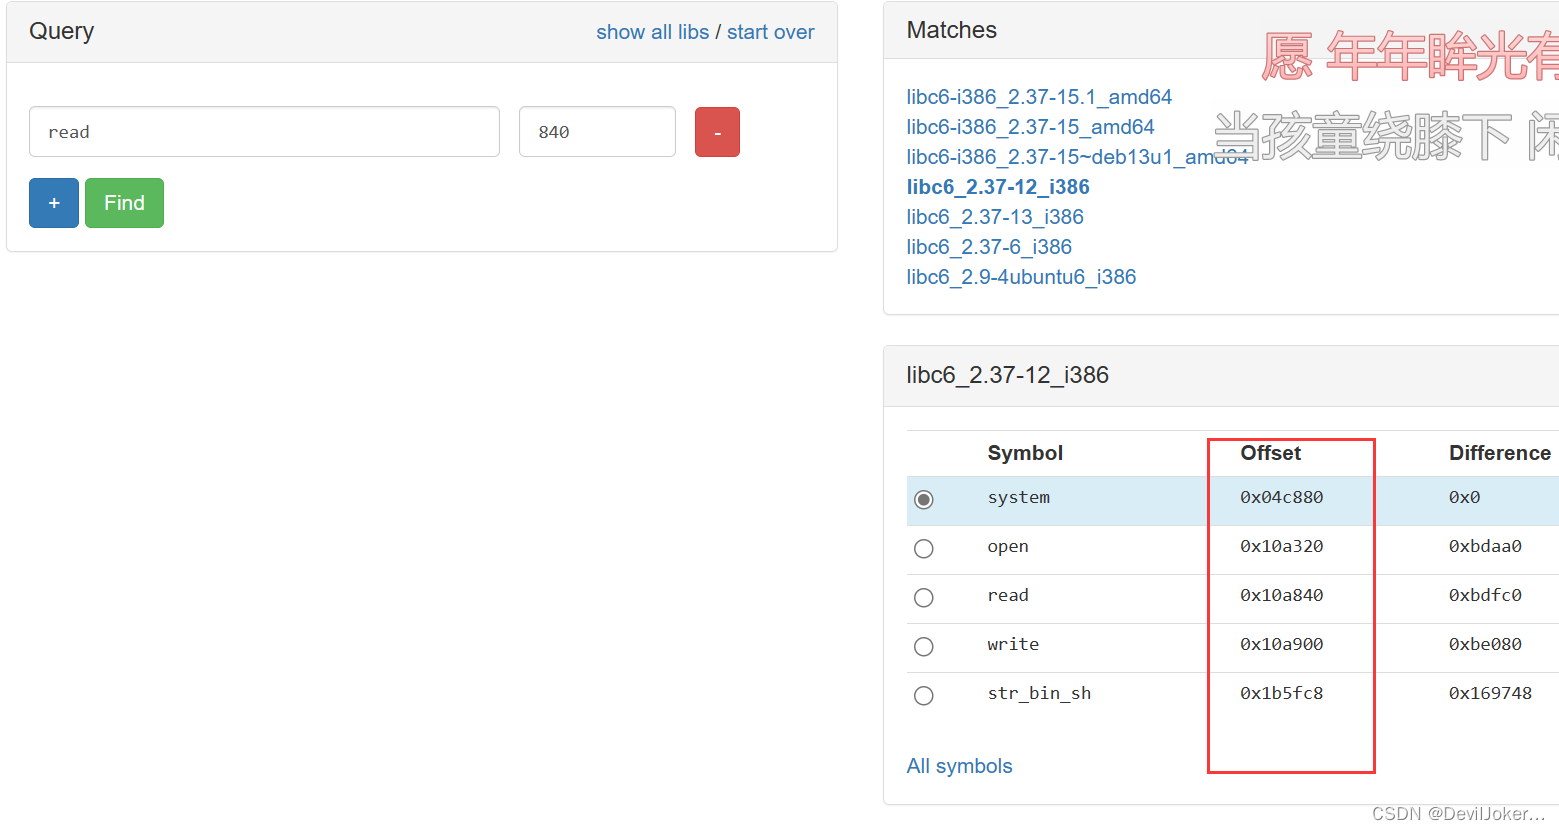 Query
show all libs / start over
read
840
-
+
Find
Matches
libc6-i386_2.37-15.1_amd64
libc6-i386_2.37-15_amd64
libc6-i386_2.37-15~deb13u1_amd64
libc6_2.37-12_i386
libc6_2.37-13_i386
libc6_2.37-6_i386
libc6_2.9-4ubuntu6_i386
愿 年年眸光有
当孩童绕膝下 闲
libc6_2.37-12_i386
Symbol Offset Difference
system 0x04c880 0x0
open 0x10a320 0xbdaa0
read 0x10a840 0xbdfc0
write 0x10a900 0xbe080
str_bin_sh 0x1b5fc8 0x169748
All symbols
CSDN @DevilJoker...